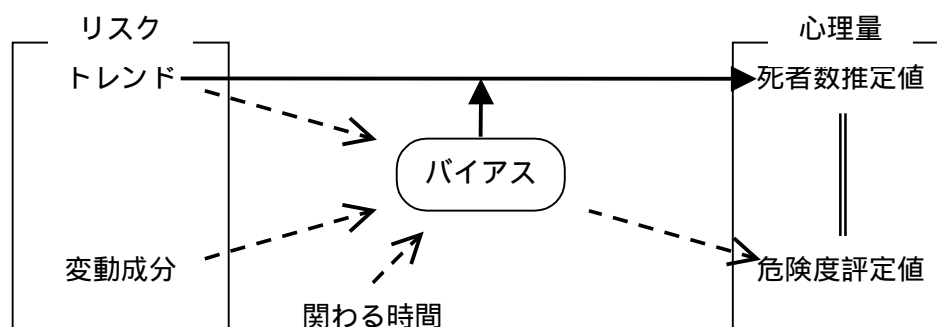 リスク
心理量
トレンド
死者数推定値
バイアス
変動成分
危険度評定値
関わる時間